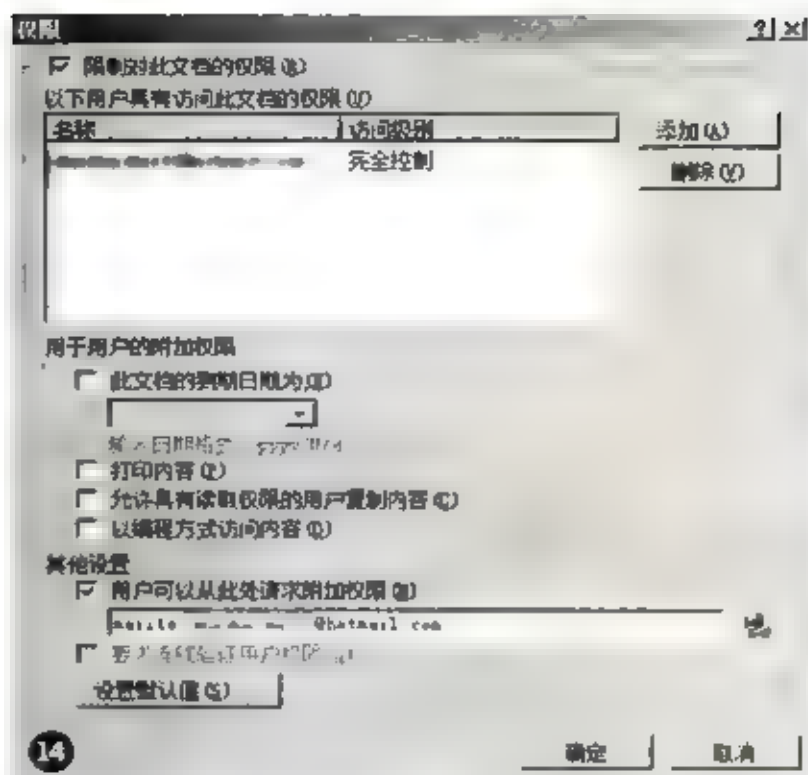 权限
限制对此文档的权限(R)
以下用户具有访问此文档的权限(U)
名称 访问级别 添加(A)
完全控制 删除(V)
用于用户的附加权限
此文档的到期日期为(T)
打印内容(P)
允许具有读取权限的用户复制内容(C)
以编程方式访问内容(O)
其他设置
用户可以从此处请求附加权限(N)
mailto @hotmail com
设置默认值(S)
14 确定 取消